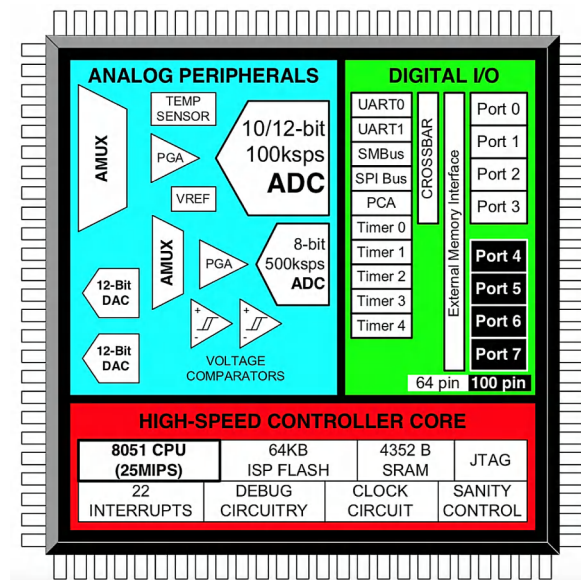 ANALOG PERIPHERALS
AMUX
TEMP
SENSOR
PGA
VREF
10/12-bit
100ksps
ADC
AMUX
PGA
8-bit
500ksps
ADC
12-Bit
DAC
12-Bit
DAC
+
-
+
-
VOLTAGE
COMPARATORS
DIGITAL I/O
UART0
UART1
SMBus
SPI Bus
PCA
Timer 0
Timer 1
Timer 2
Timer 3
Timer 4
CROSSBAR
External Memory Interface
Port 0
Port 1
Port 2
Port 3
Port 4
Port 5
Port 6
Port 7
64 pin 100 pin
HIGH-SPEED CONTROLLER CORE
8051 CPU
(25MIPS)
64KB
ISP FLASH
4352 B
SRAM
JTAG
22
INTERRUPTS
DEBUG
CIRCUITRY
CLOCK
CIRCUIT
SANITY
CONTROL